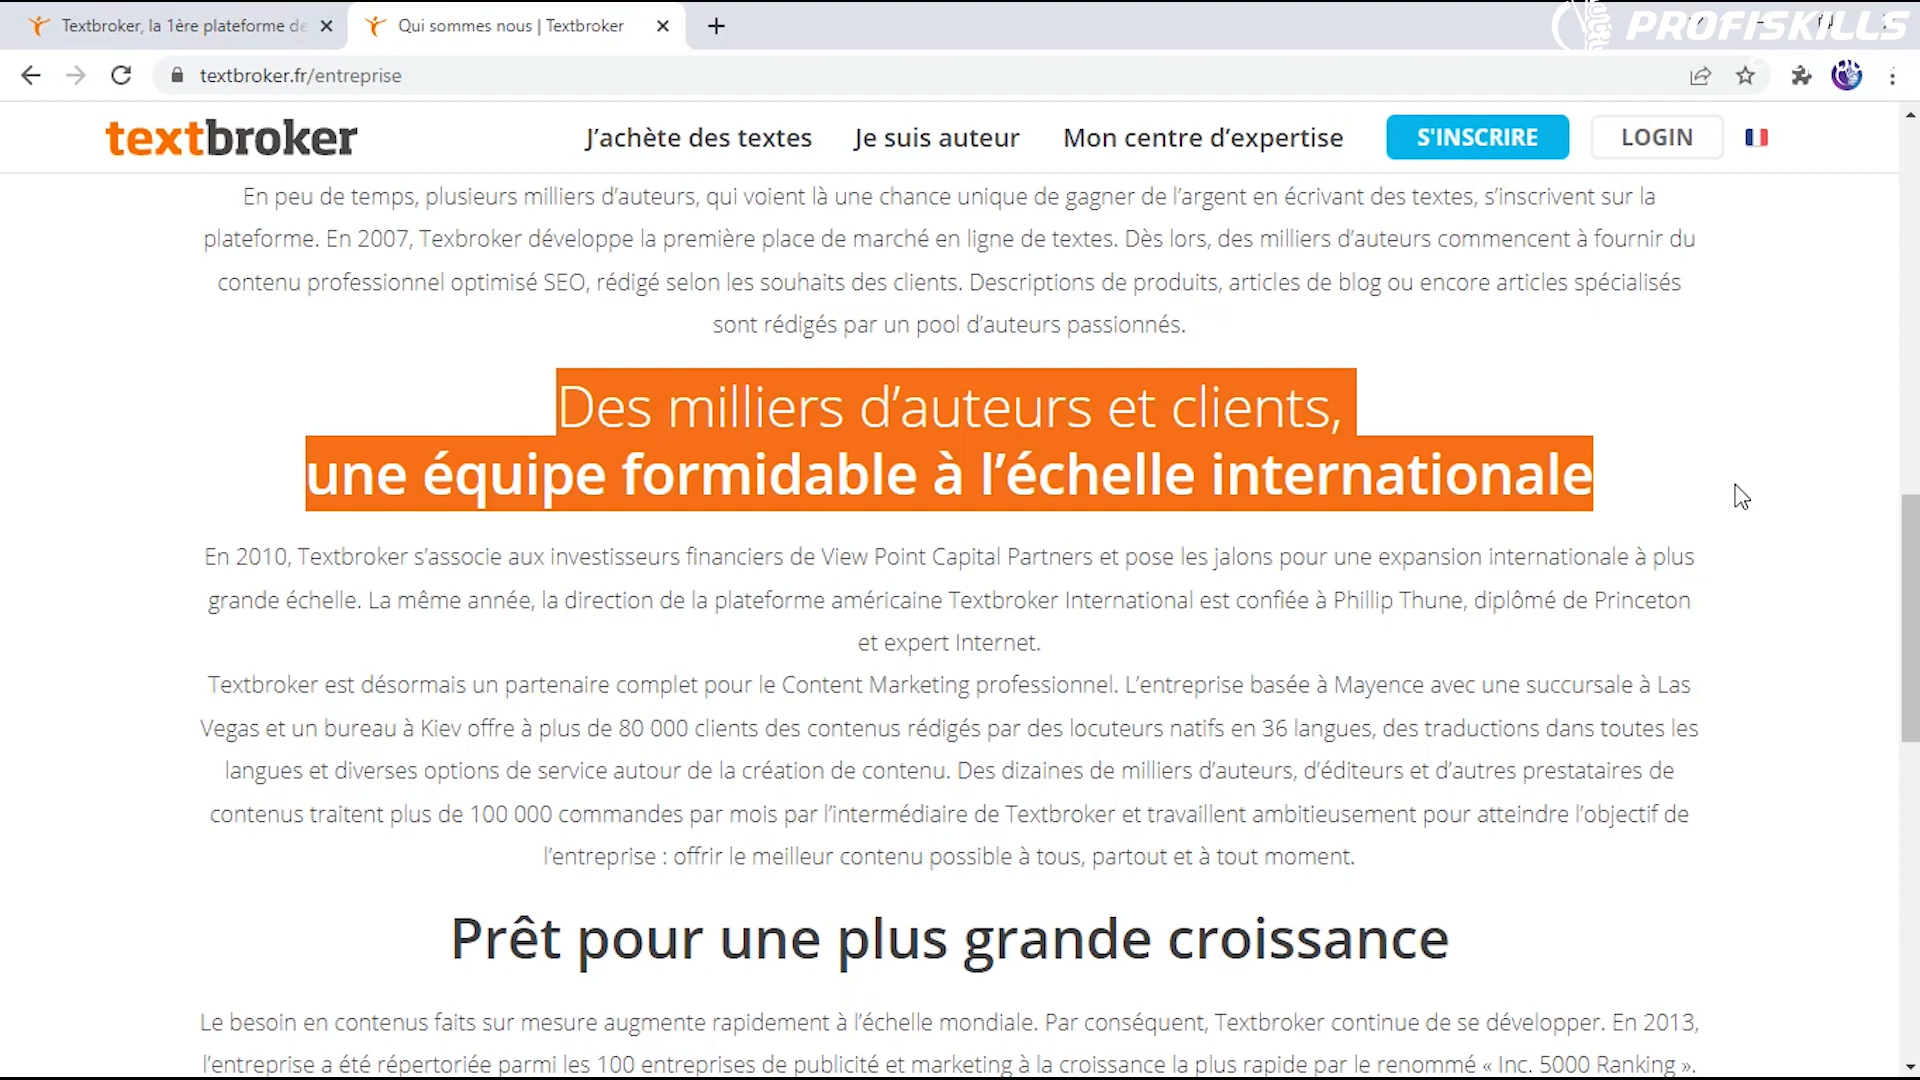 Textbroker, la 1ère plateforme de
Qui sommes nous | Textbroker
PROFISKILLS
textbroker.fr/entreprise
textbroker
J’achète des textes
Je suis auteur
Mon centre d’expertise
S'INSCRIRE
LOGIN
En peu de temps, plusieurs milliers d’auteurs, qui voient là une chance unique de gagner de l’argent en écrivant des textes, s’inscrivent sur la
plateforme. En 2007, Texbroker développe la première place de marché en ligne de textes. Dès lors, des milliers d’auteurs commencent à fournir du
contenu professionnel optimisé SEO, rédigé selon les souhaits des clients. Descriptions de produits, articles de blog ou encore articles spécialisés
sont rédigés par un pool d’auteurs passionnés.
Des milliers d’auteurs et clients,
une équipe formidable à l’échelle internationale
En 2010, Textbroker s’associe aux investisseurs financiers de View Point Capital Partners et pose les jalons pour une expansion internationale à plus
grande échelle. La même année, la direction de la plateforme américaine Textbroker International est confiée à Phillip Thune, diplômé de Princeton
et expert Internet.
Textbroker est désormais un partenaire complet pour le Content Marketing professionnel. L’entreprise basée à Mayence avec une succursale à Las
Vegas et un bureau à Kiev offre à plus de 80 000 clients des contenus rédigés par des locuteurs natifs en 36 langues, des traductions dans toutes les
langues et diverses options de service autour de la création de contenu. Des dizaines de milliers d’auteurs, d’éditeurs et d’autres prestataires de
contenus traitent plus de 100 000 commandes par mois par l’intermédiaire de Textbroker et travaillent ambitieusement pour atteindre l’objectif de
l’entreprise : offrir le meilleur contenu possible à tous, partout et à tout moment.
Prêt pour une plus grande croissance
Le besoin en contenus faits sur mesure augmente rapidement à l’échelle mondiale. Par conséquent, Textbroker continue de se développer. En 2013,
l’entreprise a été répertoriée parmi les 100 entreprises de publicité et marketing à la croissance la plus rapide par le renommé « Inc. 5000 Ranking ».